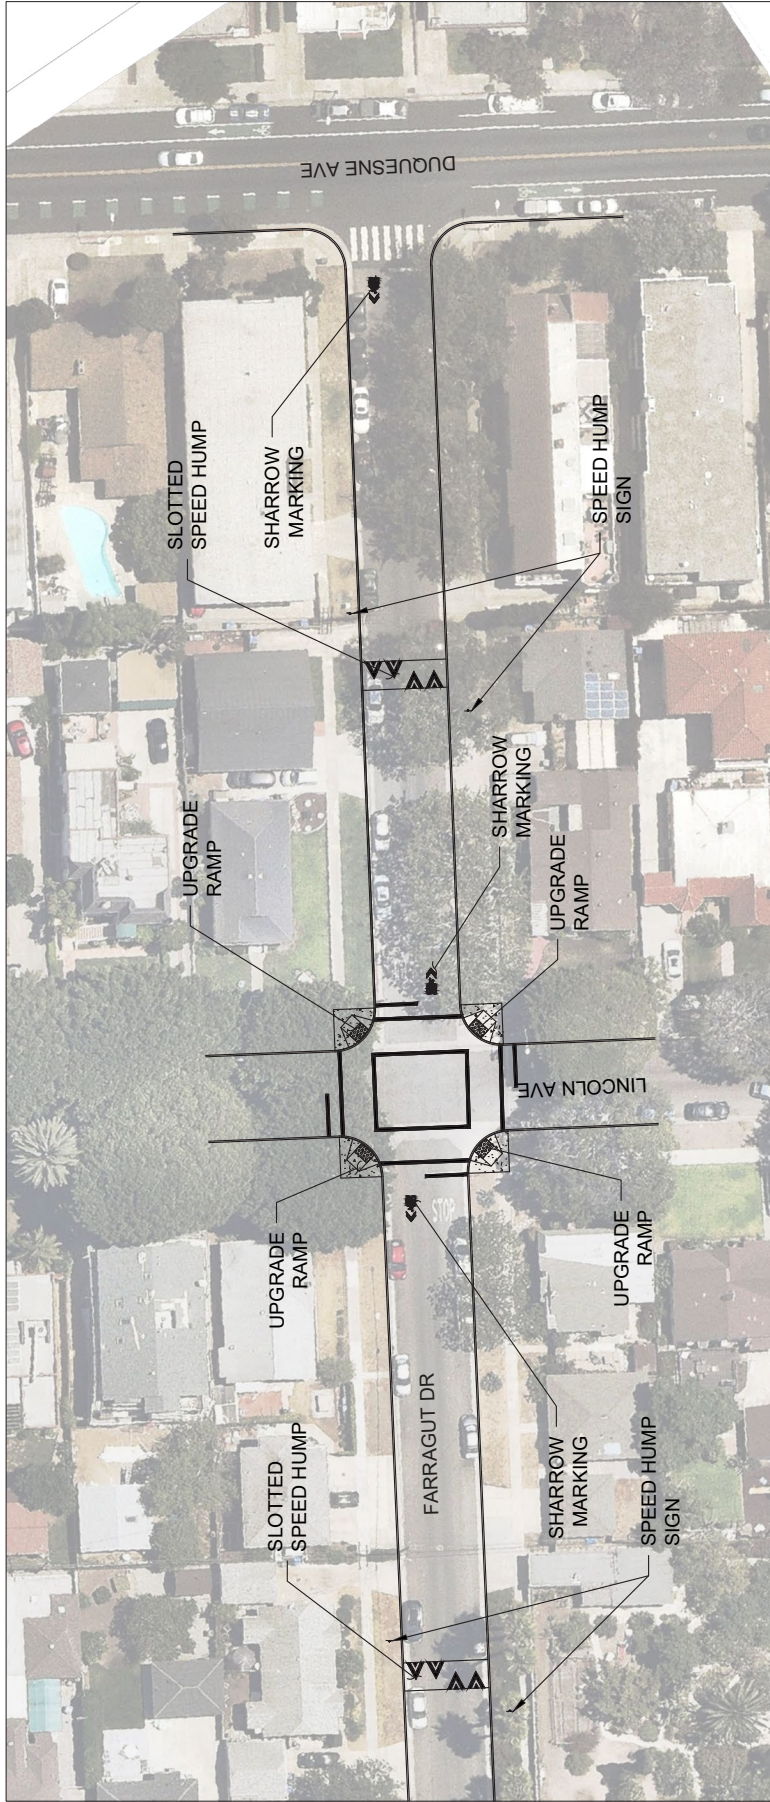 DUQUESNE AVE
SLOTTED
SPEED HUMP
SHARROW
MARKING
SPEED HUMP
SIGN
UPGRADE
RAMP
SHARROW
MARKING
UPGRADE
RAMP
LINCOLN AVE
STOP
UPGRADE
RAMP
UPGRADE
RAMP
FARRAGUT DR
SLOTTED
SPEED HUMP
SHARROW
MARKING
SPEED HUMP
SIGN